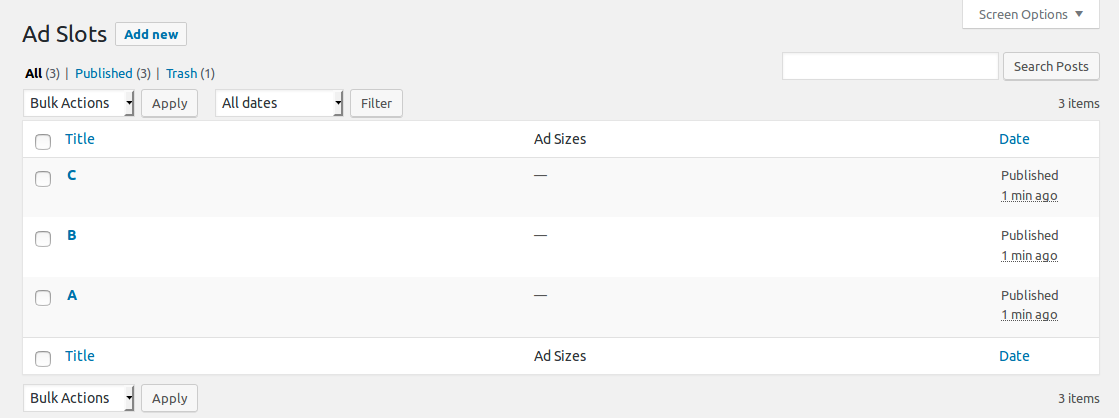 Screen Options
Ad Slots Add new
All (3) | Published (3) | Trash (1)
Search Posts
Bulk Actions Apply All dates Filter 3 items
Title Ad Sizes Date
C — Published
1 min ago
B — Published
1 min ago
A — Published
1 min ago
Title Ad Sizes Date
Bulk Actions Apply 3 items